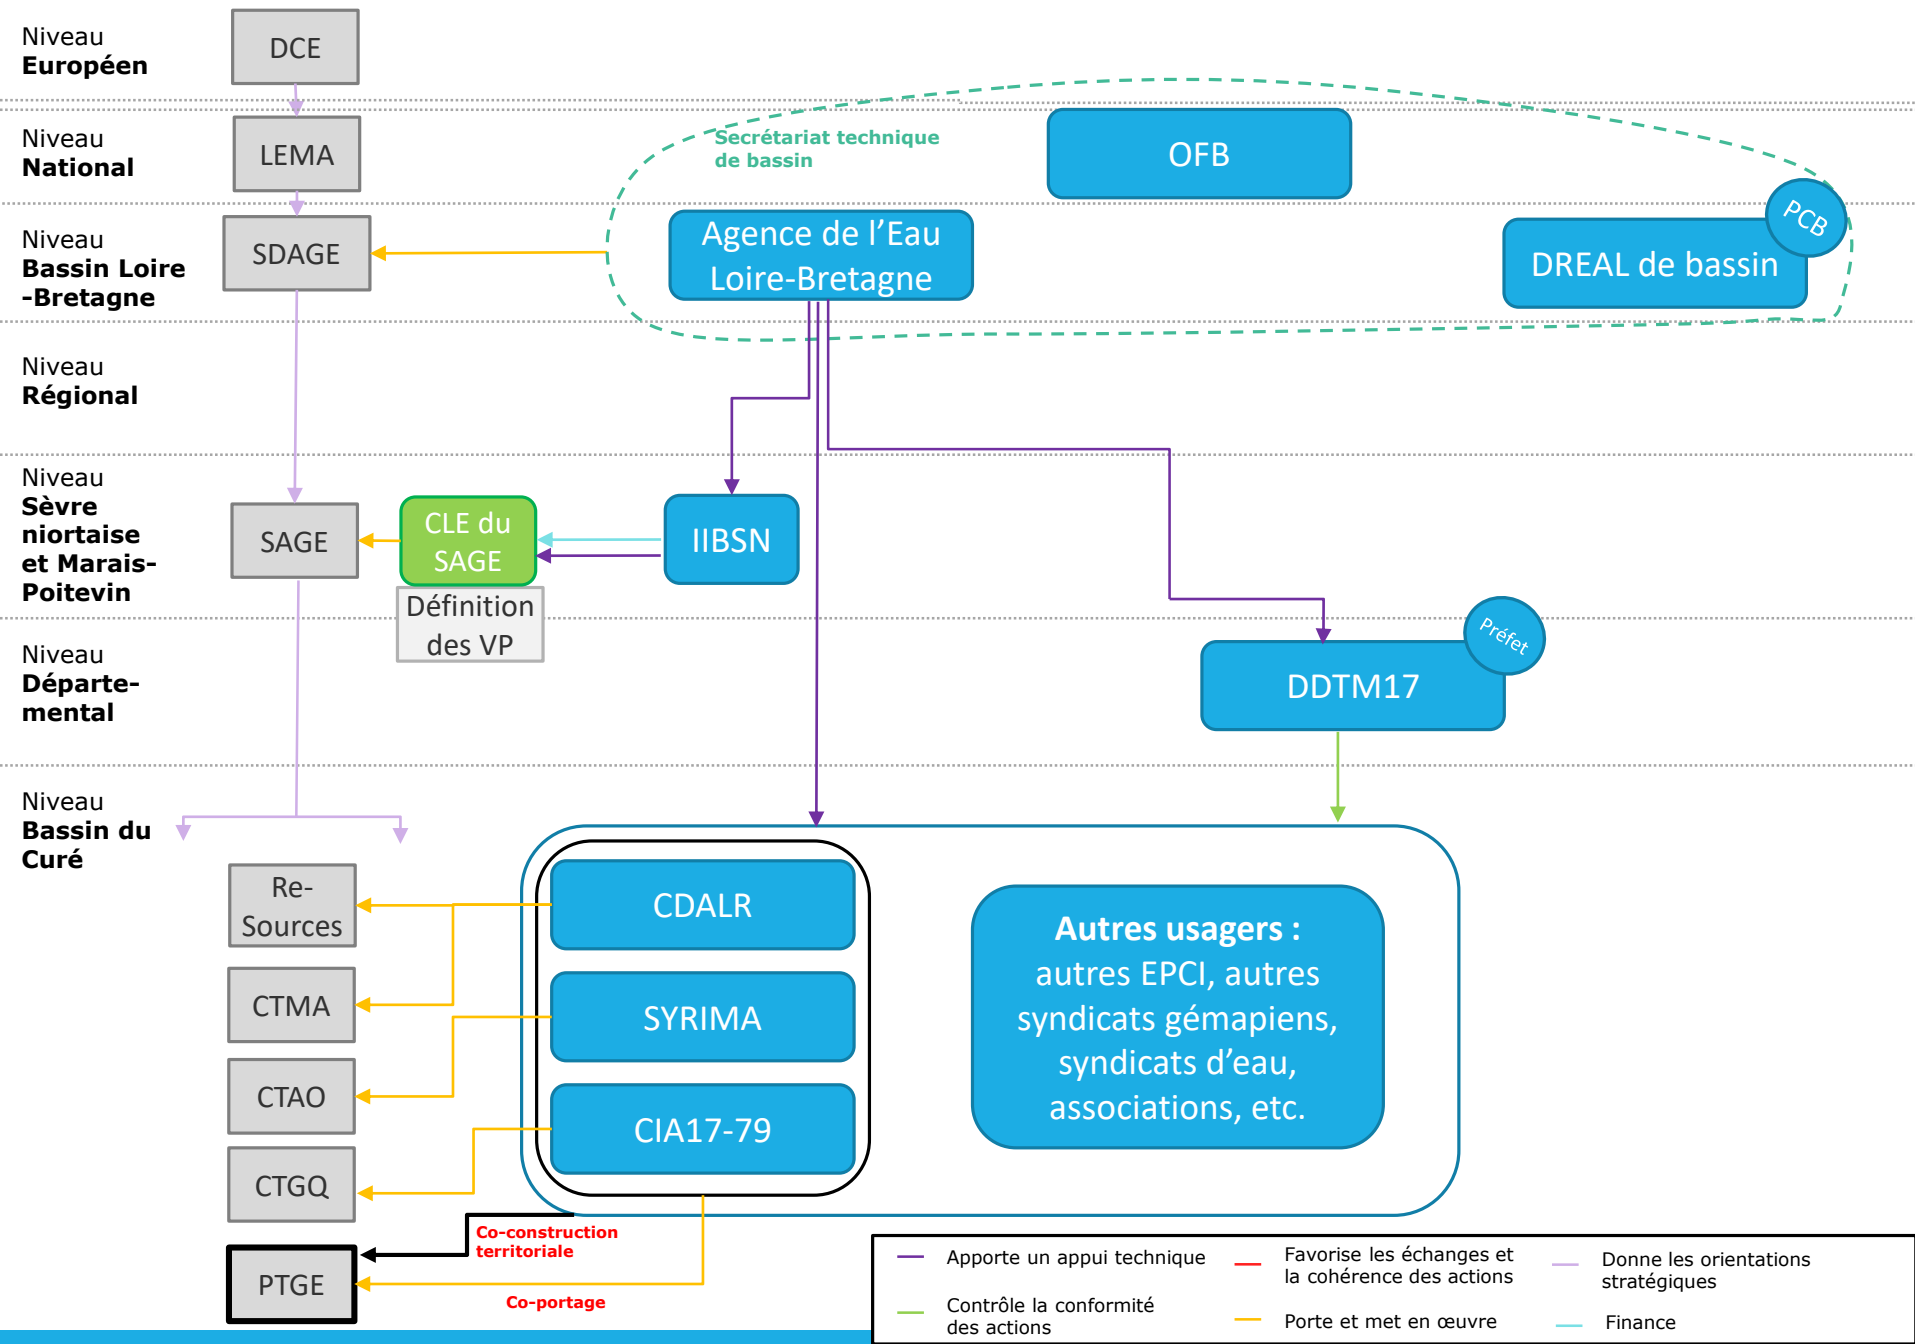 Niveau
Européen
DCE
Niveau
National
LEMA
Secrétariat technique
de bassin
OFB
PCB
Niveau
Bassin Loire
-Bretagne
SDAGE
Agence de l'Eau
Loire-Bretagne
DREAL de bassin
Niveau
Régional
Niveau
Sèvre
niortaise
et Marais-
Poitevin
SAGE
CLE du
SAGE
IIBSN
Définition
des VP
Niveau
Départe-
mental
Préfet
DDTM17
Niveau
Bassin du
Curé
Re-
Sources
CTMA
CTAO
CTGQ
PTGE
CDALR
SYRIMA
CIA17-79
Autres usagers :
autres EPCI, autres
syndicats gémapiens,
syndicats d'eau,
associations, etc.
Co-construction
territoriale
Co-portage
Apporte un appui technique
Favorise les échanges et
la cohérence des actions
Donne les orientations
stratégiques
Contrôle la conformité
des actions
Porte et met en œuvre
Finance